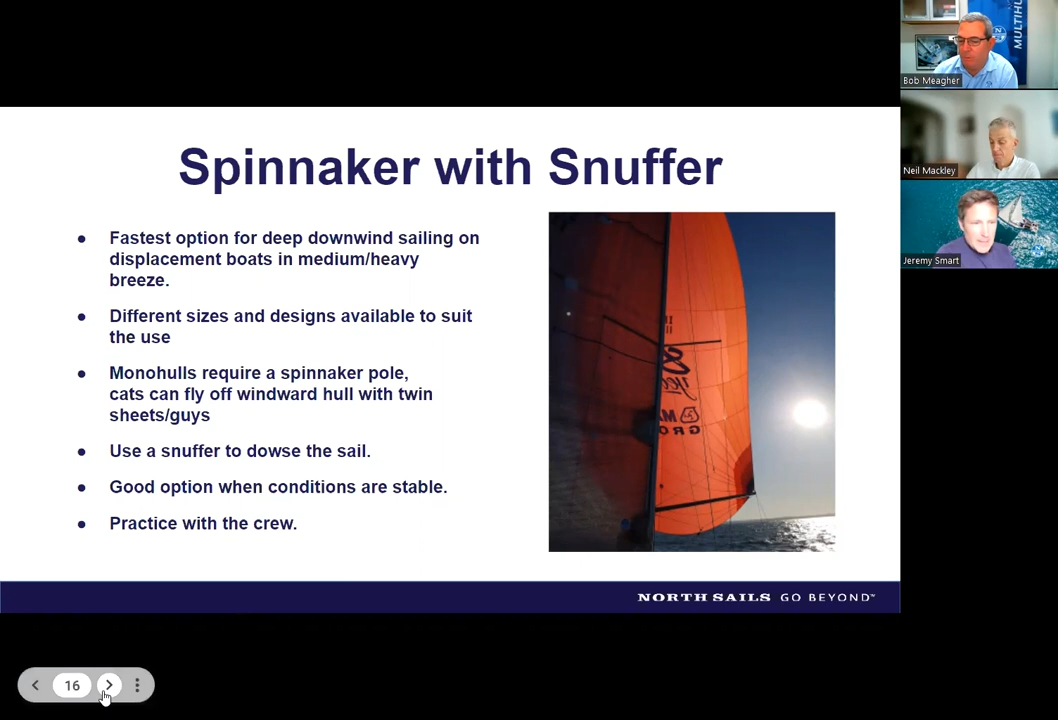 Spinnaker with Snuffer
● Fastest option for deep downwind sailing on
displacement boats in medium/heavy
breeze.
● Different sizes and designs available to suit
the use
● Monohulls require a spinnaker pole,
cats can fly off windward hull with twin
sheets/guys
● Use a snuffer to dowse the sail.
● Good option when conditions are stable.
● Practice with the crew.
NORTH SAILS GO BEYOND™
16
MULTIHU
Bob Meagher
Neil Mackley
Jeremy Smart